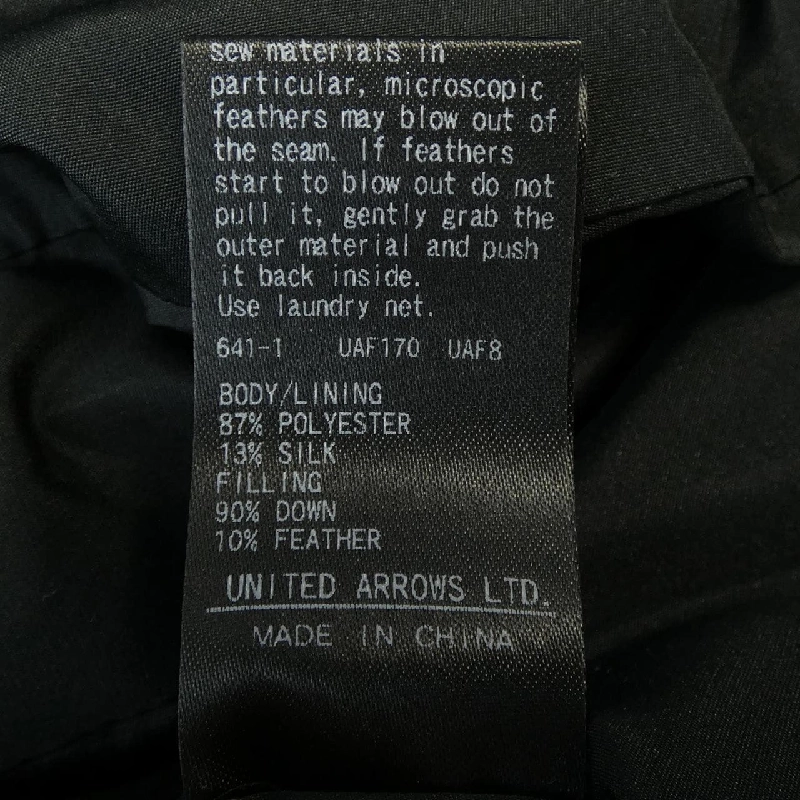 sew materials in
particular, microscopic
feathers may blow out of
the seam. If feathers
start to blow out do not
pull it, gently grab the
outer material and push
it back inside.
Use laundry net.
641-1 UAF170 UAF8
BODY/LINING
87% POLYESTER
13% SILK
FILLING
90% DOWN
10% FEATHER
UNITED ARROWS LTD.
MADE IN CHINA